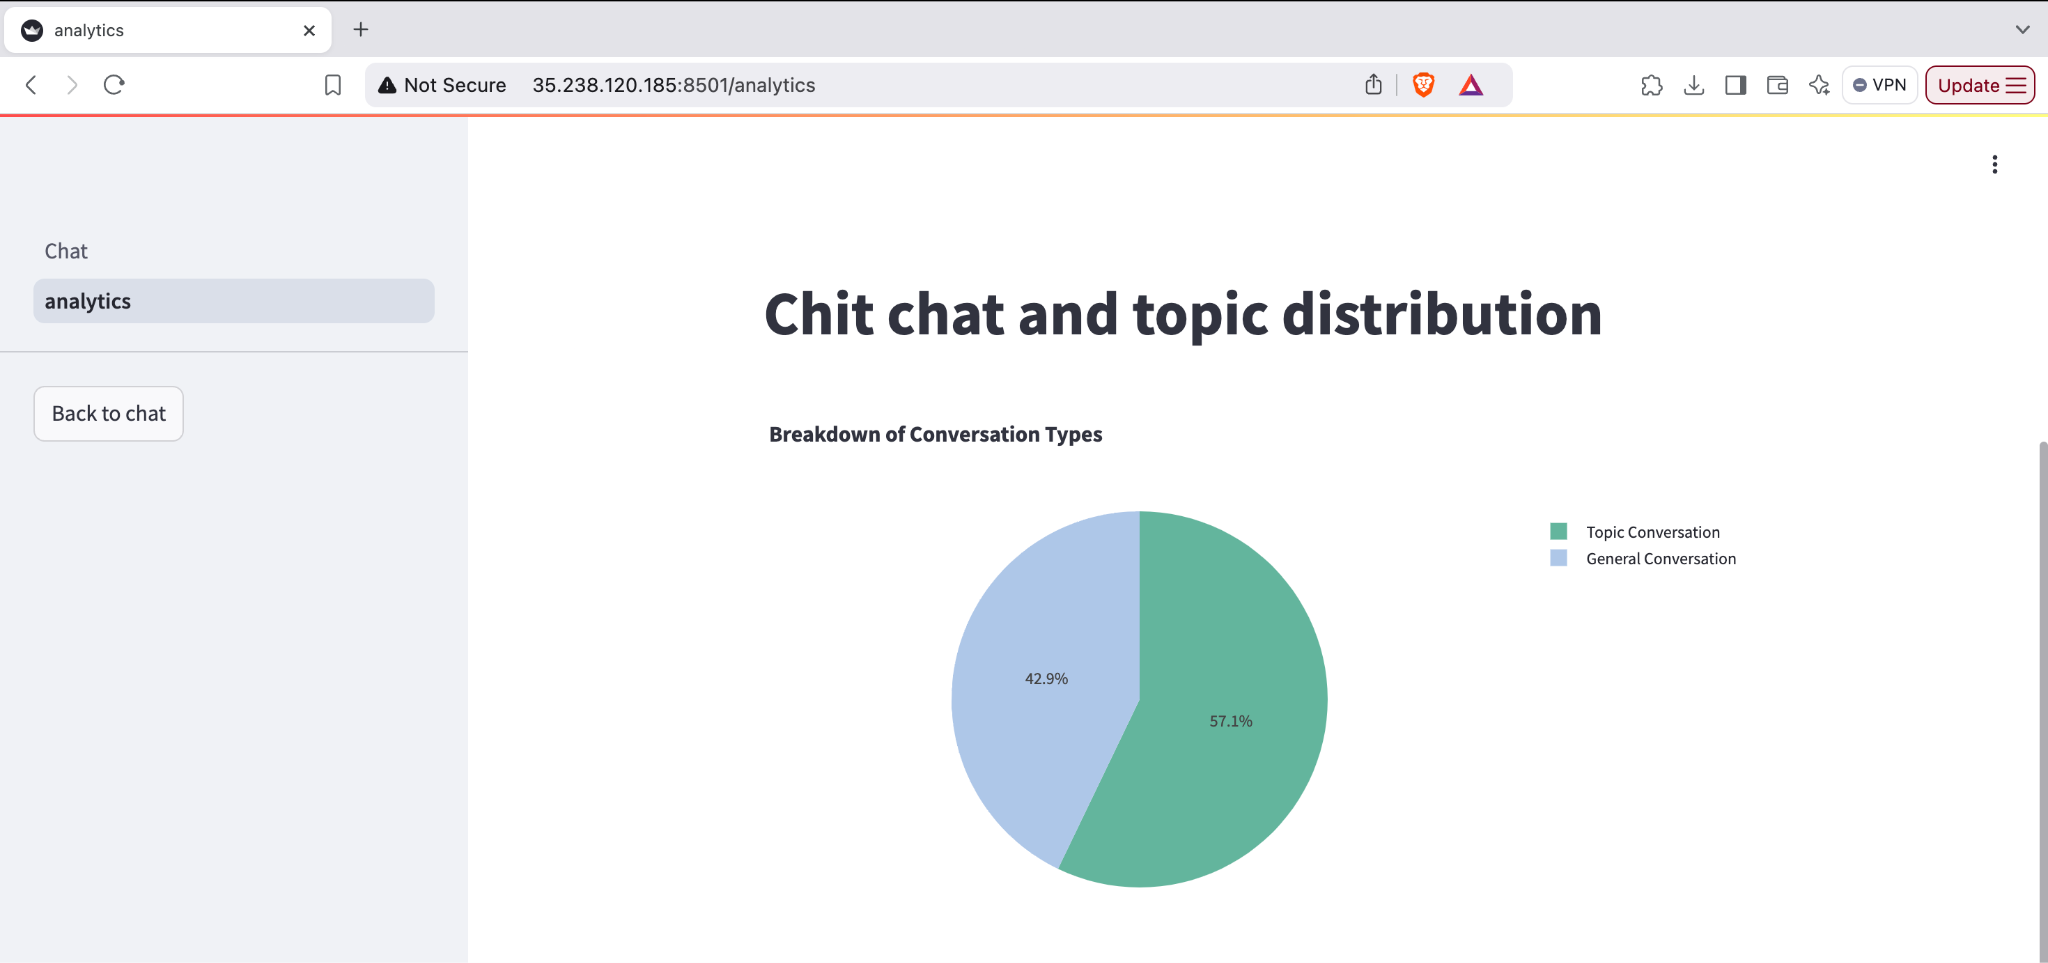 analytics
Not Secure 35.238.120.185:8501/analytics
VPN
Update
Chat
analytics
Back to chat
Chit chat and topic distribution
Breakdown of Conversation Types
Topic Conversation
General Conversation
42.9%
57.1%